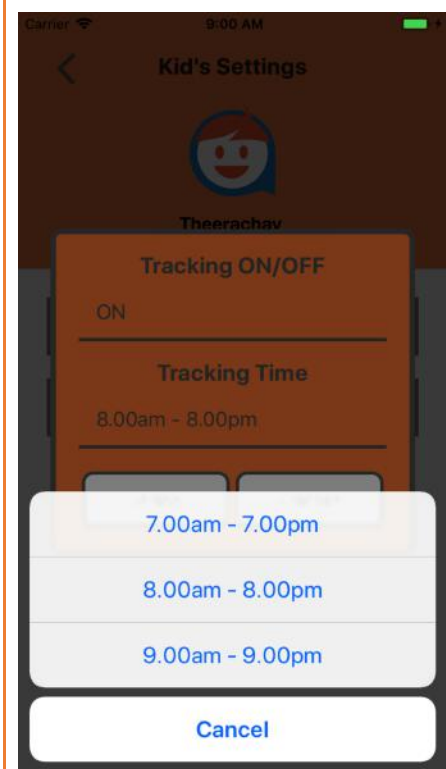 Carrier 9:00 AM
Kid's Settings
Theerachay
Tracking ON/OFF
ON
Tracking Time
8.00am - 8.00pm
7.00am - 7.00pm
8.00am - 8.00pm
9.00am - 9.00pm
Cancel